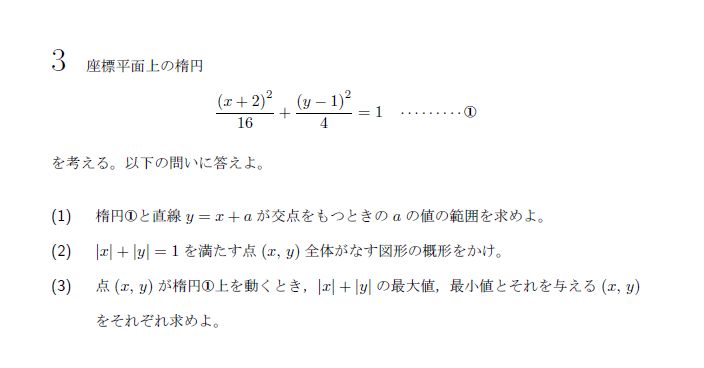 3 座標平面上の楕円
(x + 2)²/16 + (y − 1)²/4 = 1 ·········①
を考える。以下の問いに答えよ。
(1) 楕円①と直線 y = x + a が交点をもつときの a の値の範囲を求めよ。
(2) |x| + |y| = 1 を満たす点 (x, y) 全体がなす図形の概形をかけ。
(3) 点 (x, y) が楕円①上を動くとき，|x| + |y| の最大値，最小値とそれを与える (x, y)
をそれぞれ求めよ。